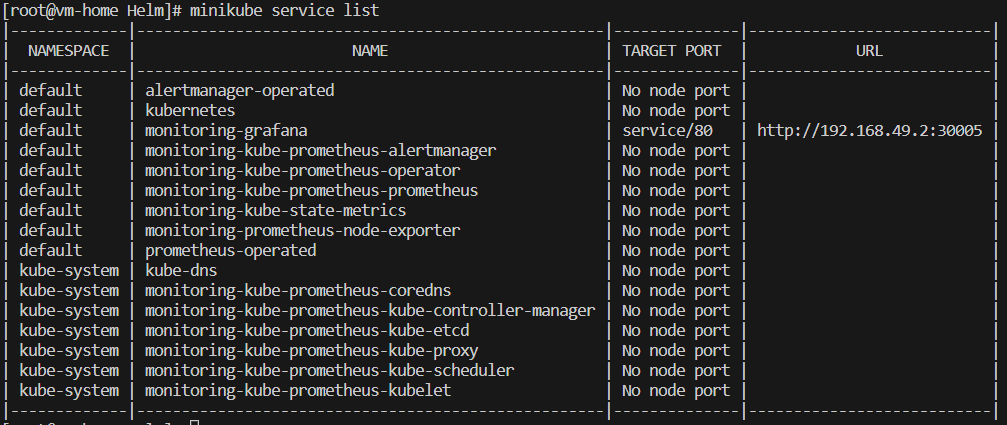 [root@vm-home Helm]# minikube service list
|-------------|----------------------------------------------------|--------------|---------------------------|
| NAMESPACE | NAME | TARGET PORT | URL |
|-------------|----------------------------------------------------|--------------|---------------------------|
| default | alertmanager-operated | No node port | |
| default | kubernetes | No node port | |
| default | monitoring-grafana | service/80 | http://192.168.49.2:30005 |
| default | monitoring-kube-prometheus-alertmanager | No node port | |
| default | monitoring-kube-prometheus-operator | No node port | |
| default | monitoring-kube-prometheus-prometheus | No node port | |
| default | monitoring-kube-state-metrics | No node port | |
| default | monitoring-prometheus-node-exporter | No node port | |
| default | prometheus-operated | No node port | |
| kube-system | kube-dns | No node port | |
| kube-system | monitoring-kube-prometheus-coredns | No node port | |
| kube-system | monitoring-kube-prometheus-kube-controller-manager | No node port | |
| kube-system | monitoring-kube-prometheus-kube-etcd | No node port | |
| kube-system | monitoring-kube-prometheus-kube-proxy | No node port | |
| kube-system | monitoring-kube-prometheus-kube-scheduler | No node port | |
| kube-system | monitoring-kube-prometheus-kubelet | No node port | |
|-------------|----------------------------------------------------|--------------|---------------------------|